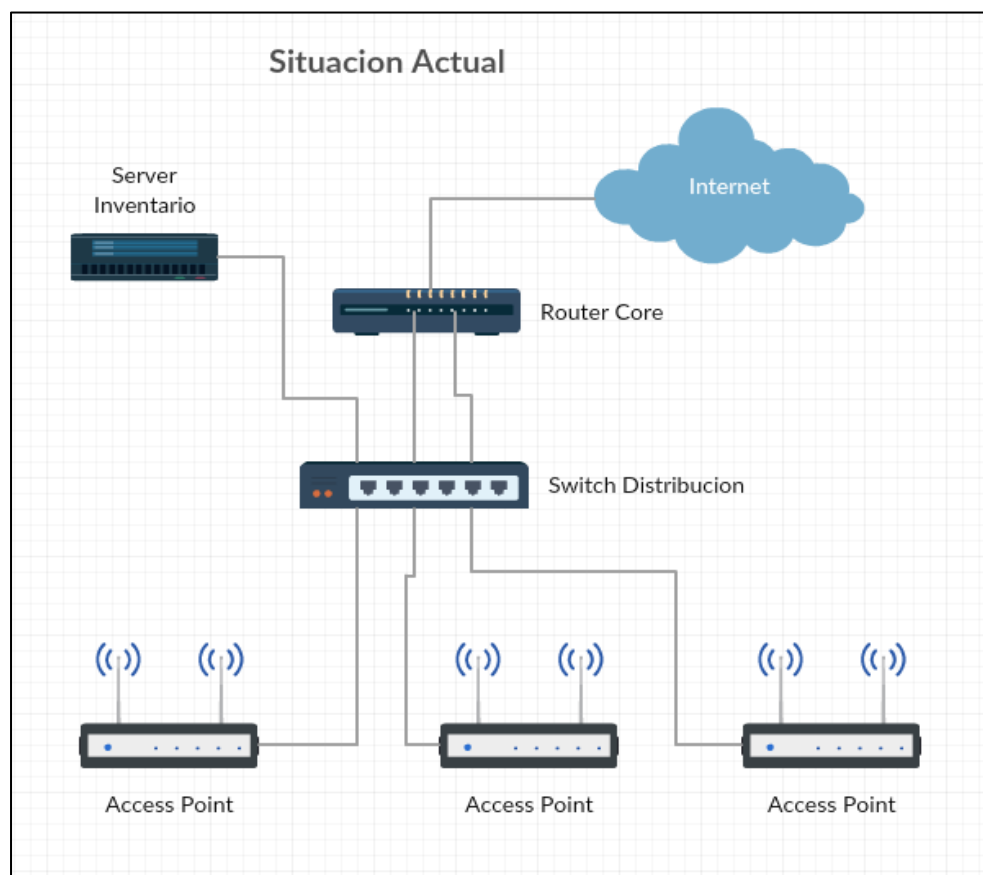 Situacion Actual
Server
Inventario
Internet
Router Core
Switch Distribucion
Access Point
Access Point
Access Point